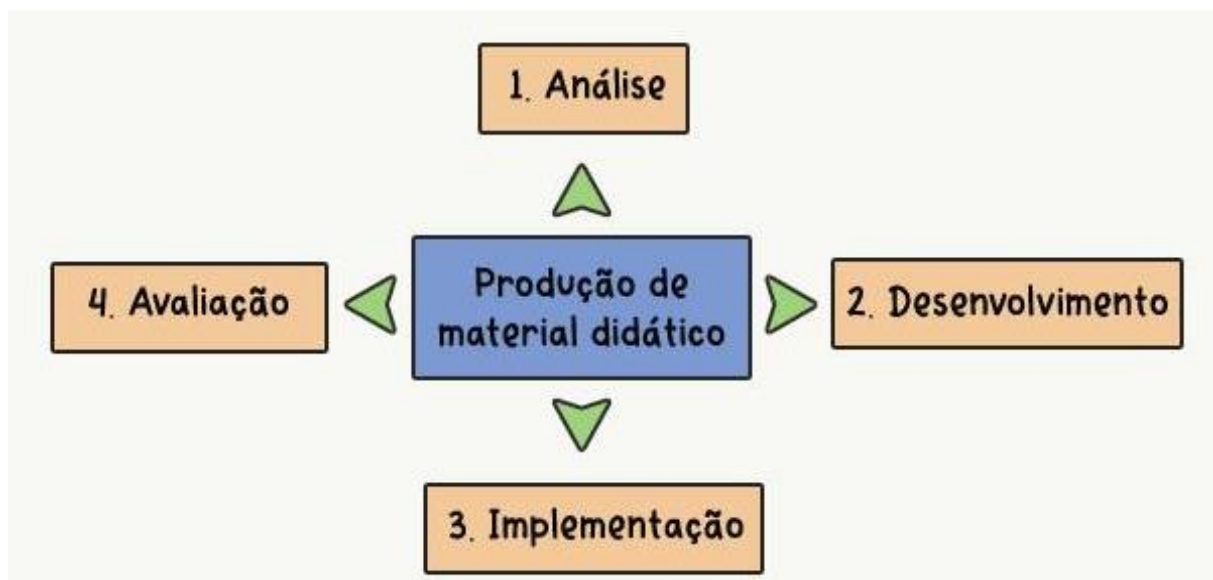 1. Análise
4. Avaliação
Produção de
material didático
2. Desenvolvimento
3. Implementação